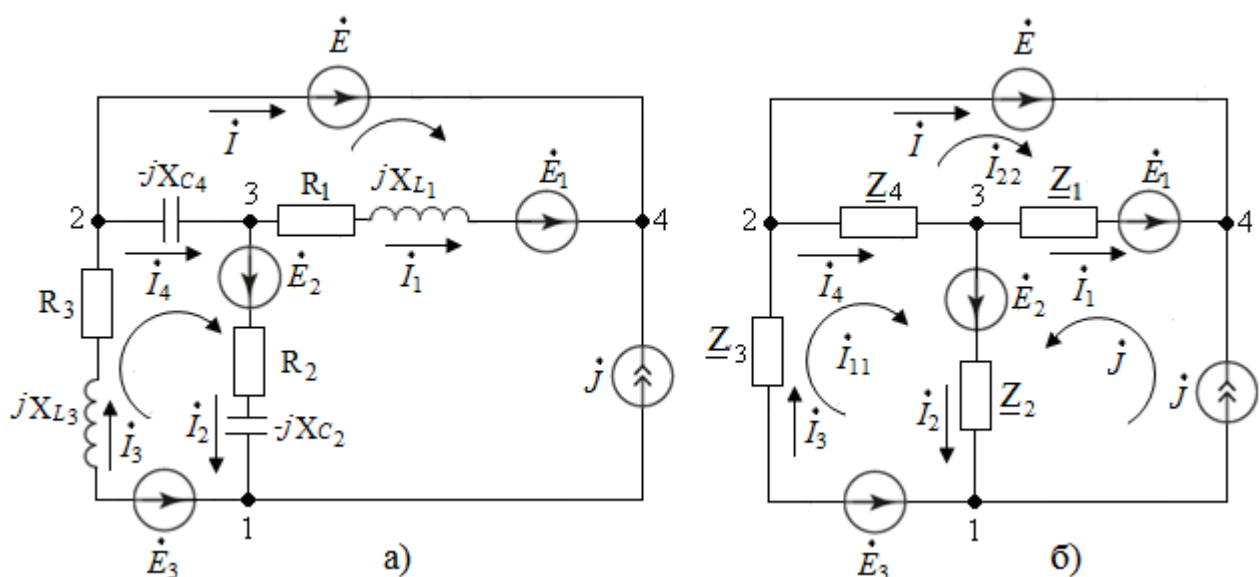 Ė Ė
İ İ İ₂₂
-jX_C4 3 R₁ jX_L1 Ė₁ Z₄ 3 Z₁ Ė₁
2 4 2 4
R₃ İ₄ Ė₂ İ₁ İ₄ Ė₂ İ₁
Z₃ İ₁₁ J̇
R₂ J̇ Z₂ J̇
jX_L3 İ₃ İ₂ -jX_C2 İ₃ İ₂
1 1
Ė₃ а) Ė₃ б)